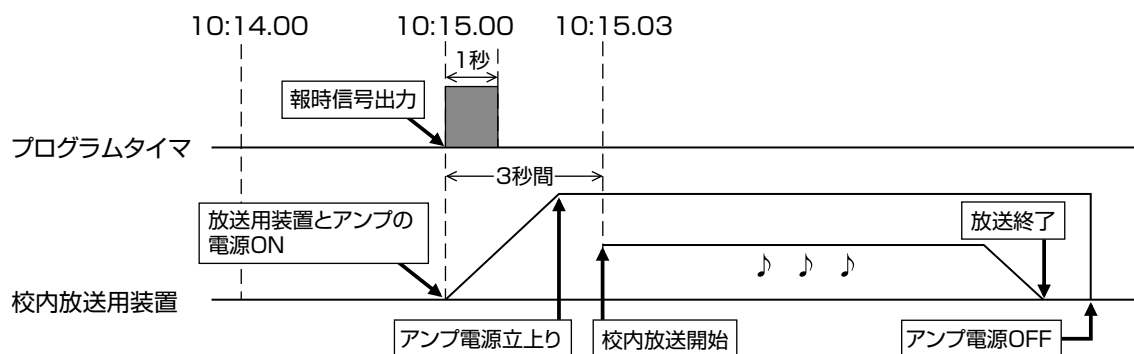 10:14.00 10:15.00 10:15.03
1秒
報時信号出力
プログラムタイマ
3秒間
放送用装置とアンプの
電源ON
放送終了
♪ ♪ ♪
校内放送用装置
アンプ電源立上り
校内放送開始
アンプ電源OFF